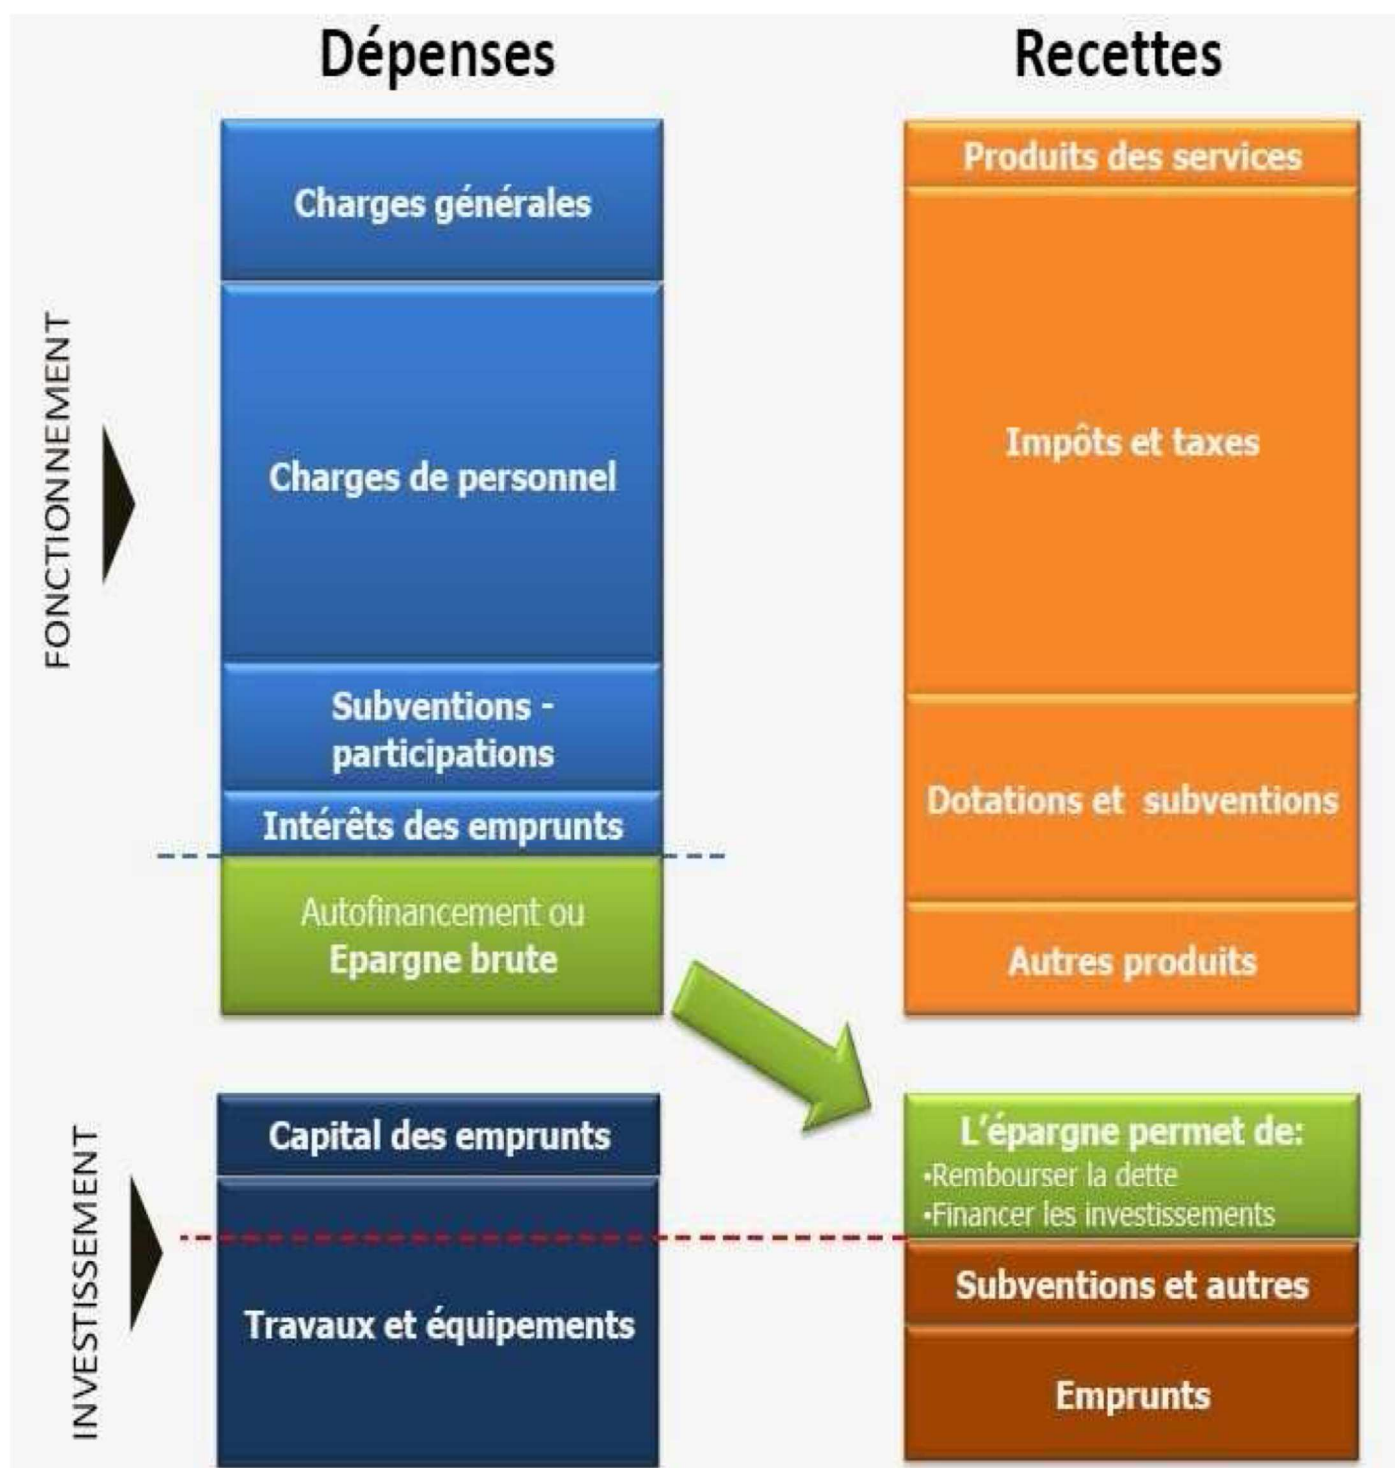 Dépenses
Recettes
FONCTIONNEMENT
Charges générales
Charges de personnel
Subventions -
participations
Intérêts des emprunts
Autofinancement ou
Epargne brute
Produits des services
Impôts et taxes
Dotations et subventions
Autres produits
INVESTISSEMENT
Capital des emprunts
Travaux et équipements
L'épargne permet de:
•Rembourser la dette
•Financer les investissements
Subventions et autres
Emprunts